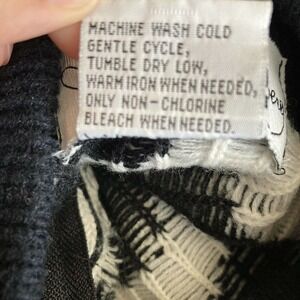 MACHINE WASH COLD
GENTLE CYCLE,
TUMBLE DRY LOW,
WARM IRON WHEN NEEDED,
ONLY NON-CHLORINE
BLEACH WHEN NEEDED.